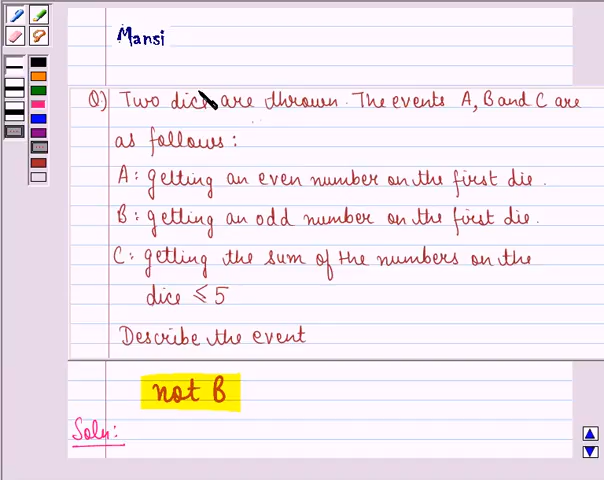 Mansi
Q) Two dice are thrown. The events A, B and C are
as follows:
A: getting an even number on the first die.
B: getting an odd number on the first die.
C: getting the sum of the numbers on the
dice ≤ 5
Describe the event
not B
Soln: